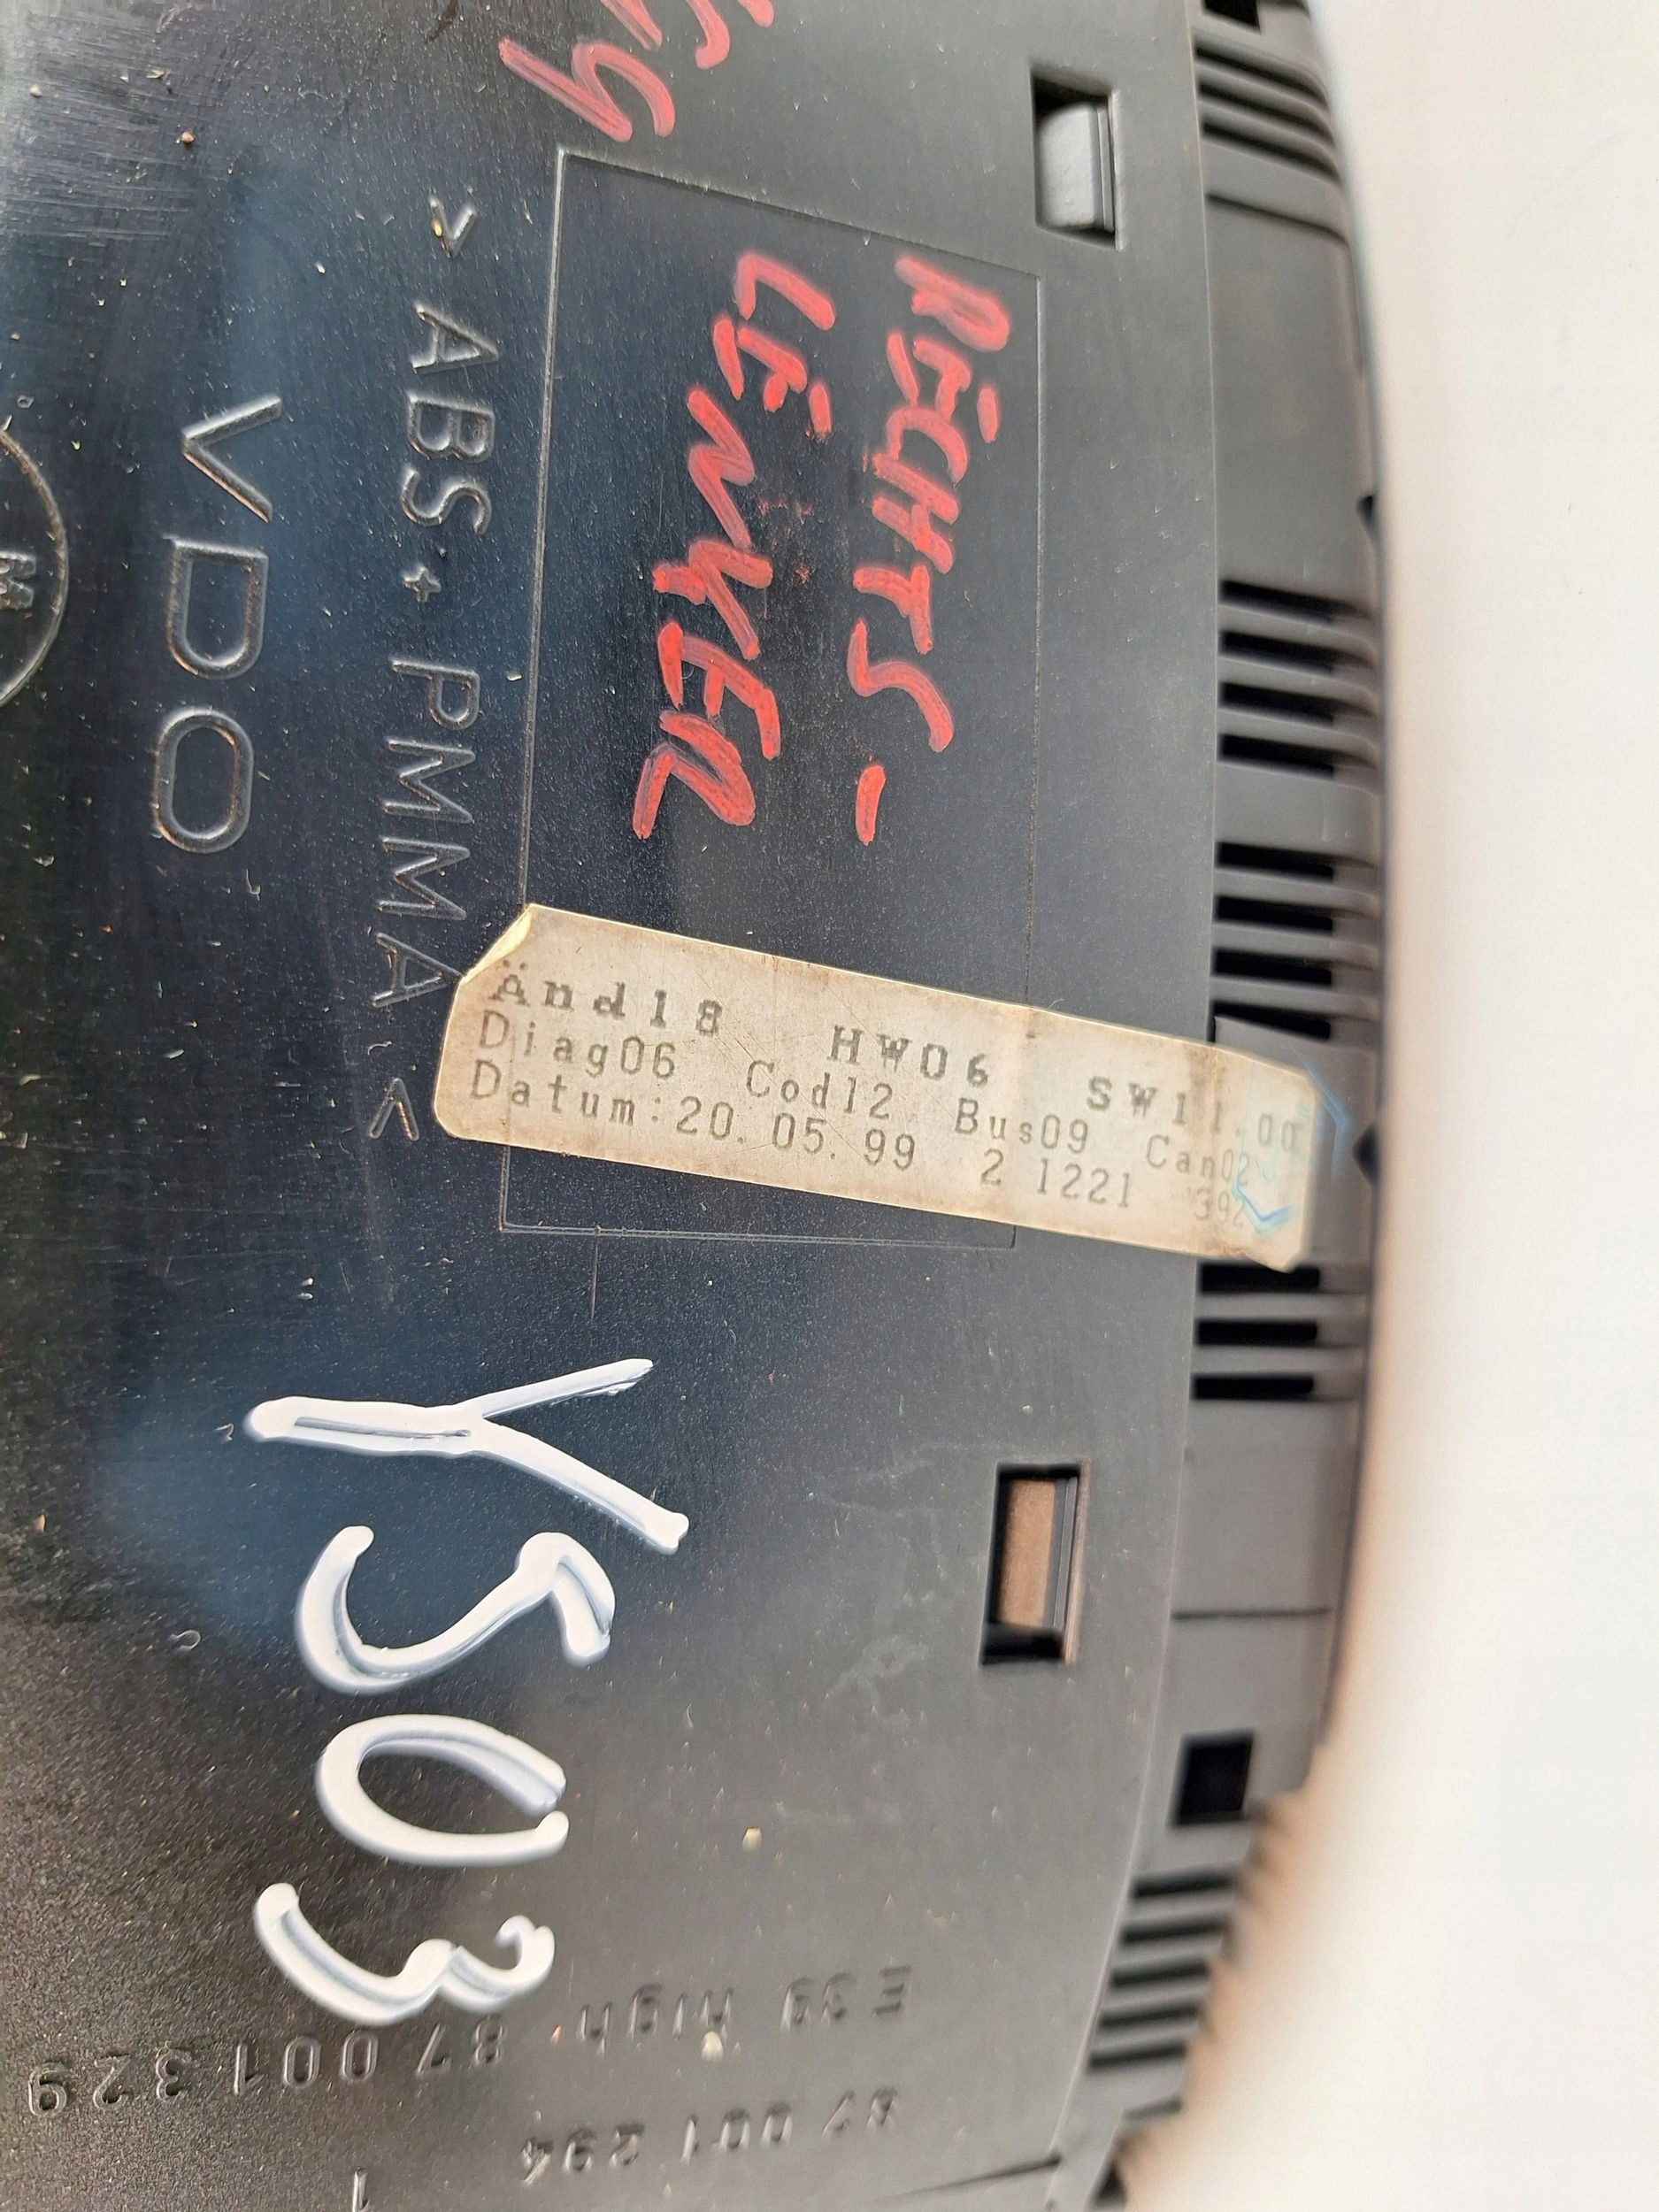 RECHTS-
LENKER
> ABS + PMMA <
VDO
Änd18 HW06 SW11.00
Diag06 Cod12 Bus09 Can02
Datum:20.05.99 2 1221 392
Y503
E39 high 87 001 329
87 001 294
1